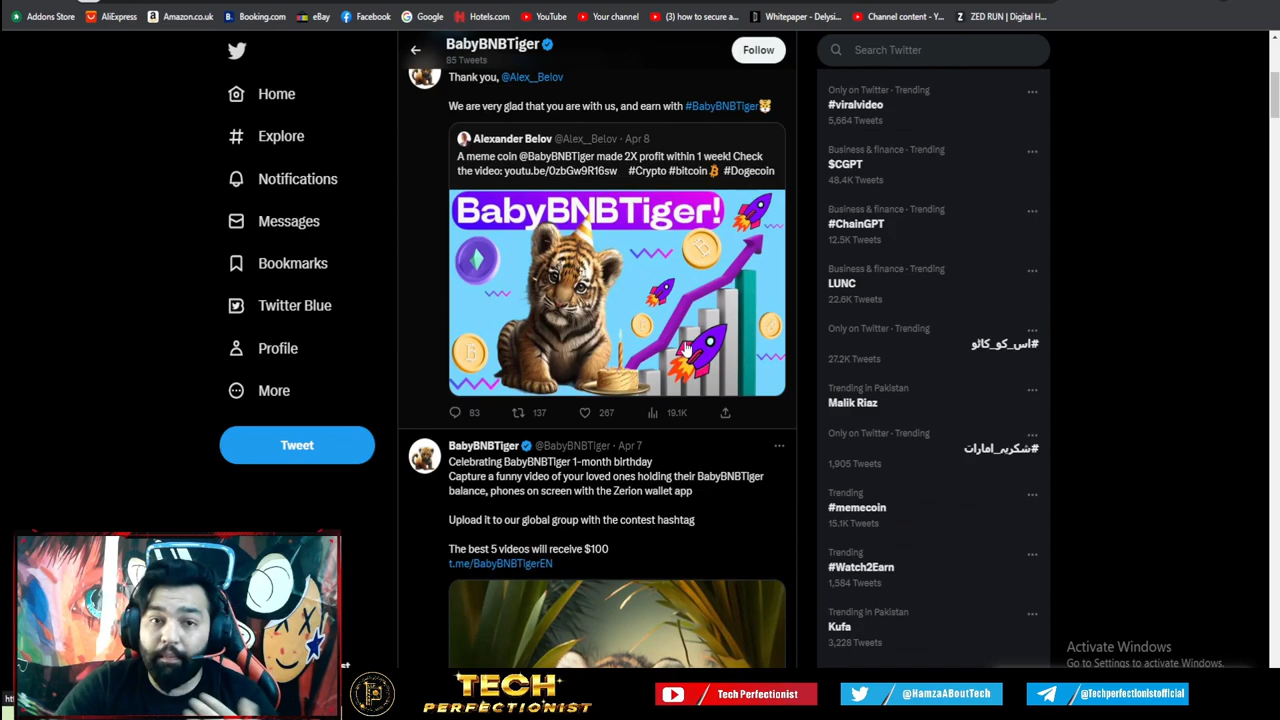 Addons Store
AliExpress
Amazon.co.uk
Booking.com
eBay
Facebook
Google
Hotels.com
YouTube
Your channel
(3) how to secure a...
Whitepaper - Delysi...
Channel content - Y...
ZED RUN | Digital H...
Home
Explore
Notifications
Messages
Bookmarks
Twitter Blue
Profile
More
Tweet
BabyBNBTiger
85 Tweets
Follow
Thank you, @Alex__Belov
We are very glad that you are with us, and earn with #BabyBNBTiger
Alexander Belov @Alex__Belov · Apr 8
A meme coin @BabyBNBTiger made 2X profit within 1 week! Check
the video: youtu.be/0zbGw9R16sw #Crypto #bitcoin #Dogecoin
BabyBNBTiger!
83 137 267 19.1K
BabyBNBTiger @BabyBNBTiger · Apr 7
Celebrating BabyBNBTiger 1-month birthday
Capture a funny video of your loved ones holding their BabyBNBTiger
balance, phones on screen with the Zerion wallet app
Upload it to our global group with the contest hashtag
The best 5 videos will receive $100
t.me/BabyBNBTigerEN
Search Twitter
Only on Twitter · Trending
#viralvideo
5,664 Tweets
Business & finance · Trending
$CGPT
48.4K Tweets
Business & finance · Trending
#ChainGPT
12.5K Tweets
Business & finance · Trending
LUNC
22.6K Tweets
Only on Twitter · Trending
#اس_کو_کاٹو
27.2K Tweets
Trending in Pakistan
Malik Riaz
Only on Twitter · Trending
#شکریہ_امارات
1,905 Tweets
Trending
#memecoin
15.1K Tweets
Trending
#Watch2Earn
1,584 Tweets
Trending in Pakistan
Kufa
3,228 Tweets
Activate Windows
Go to Settings to activate Windows.
TECH
PERFECTIONIST
Tech Perfectionist
@HamzaABoutTech
@Techperfectionistofficial